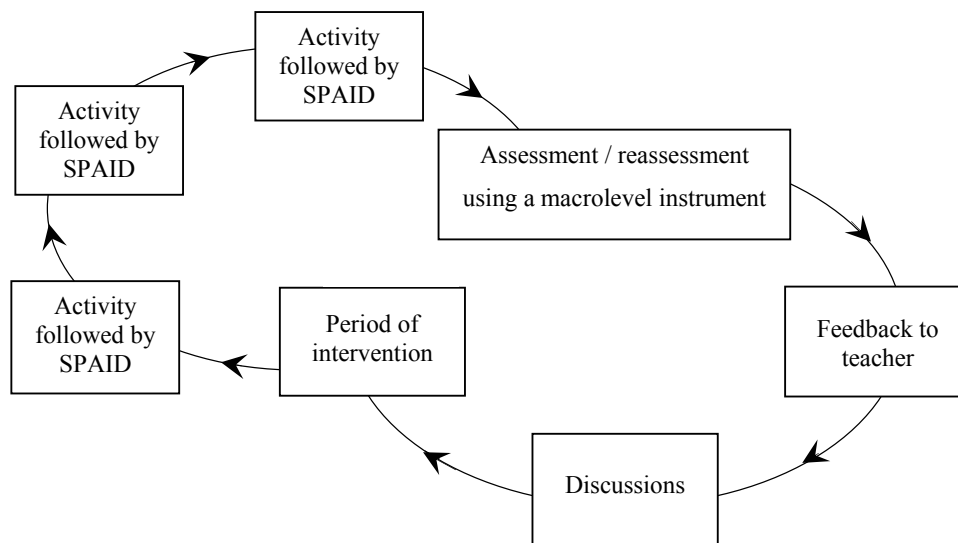 Activity
followed by
SPAID
Activity
followed by
SPAID
Assessment / reassessment
using a macrolevel instrument
Activity
followed by
SPAID
Period of
intervention
Feedback to
teacher
Discussions